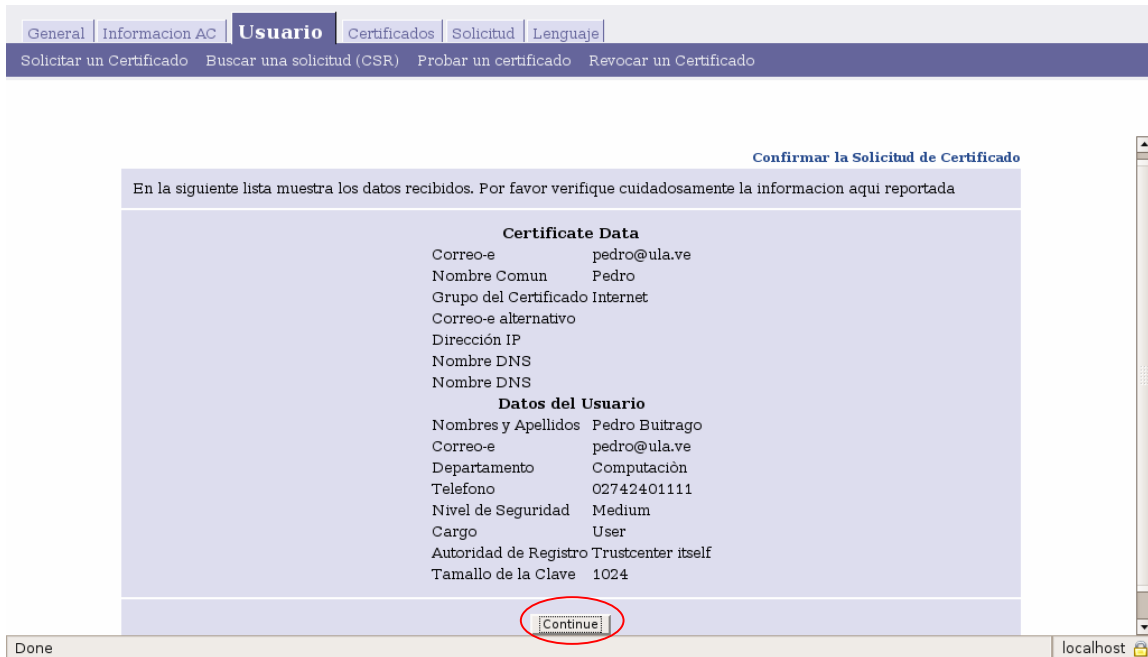 General Informacion AC Usuario Certificados Solicitud Lenguaje
Solicitar un Certificado Buscar una solicitud (CSR) Probar un certificado Revocar un Certificado
Confirmar la Solicitud de Certificado
En la siguiente lista muestra los datos recibidos. Por favor verifique cuidadosamente la informacion aqui reportada
Certificate Data
Correo-e pedro@ula.ve
Nombre Comun Pedro
Grupo del Certificado Internet
Correo-e alternativo
Dirección IP
Nombre DNS
Nombre DNS
Datos del Usuario
Nombres y Apellidos Pedro Buitrago
Correo-e pedro@ula.ve
Departamento Computaciòn
Telefono 02742401111
Nivel de Seguridad Medium
Cargo User
Autoridad de Registro Trustcenter itself
Tamallo de la Clave 1024
Continue
Done localhost